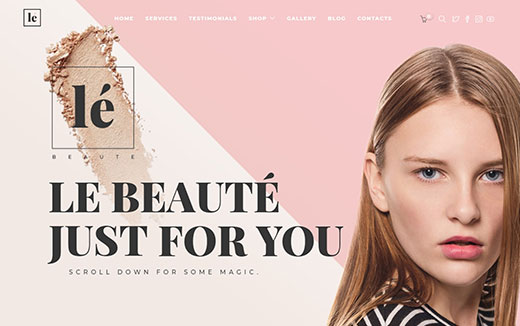 le HOME SERVICES TESTIMONIALS SHOP GALLERY BLOG CONTACTS
lé
BEAUTÉ
LE BEAUTÉ
JUST FOR YOU
SCROLL DOWN FOR SOME MAGIC.